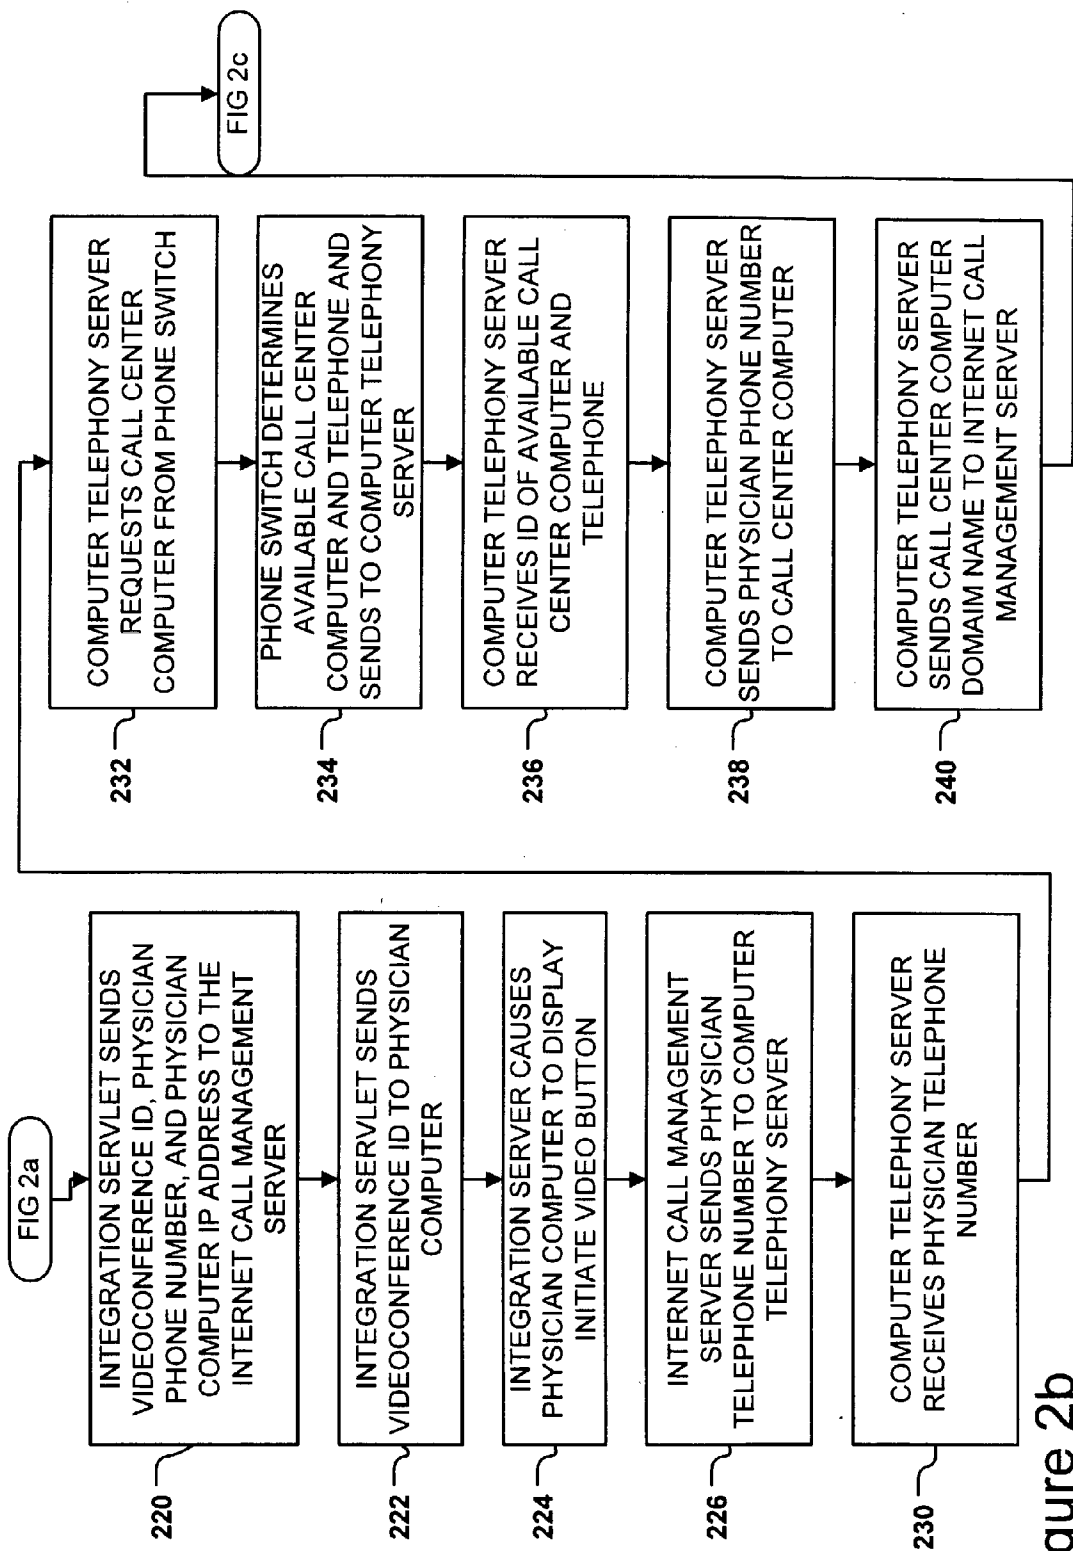 FIG 2a
INTEGRATION SERVLET SENDS
VIDEOCONFERENCE ID, PHYSICIAN
PHONE NUMBER, AND PHYSICIAN
COMPUTER IP ADDRESS TO THE
INTERNET CALL MANAGEMENT
SERVER
220
INTEGRATION SERVLET SENDS
VIDEOCONFERENCE ID TO PHYSICIAN
COMPUTER
222
INTEGRATION SERVER CAUSES
PHYSICIAN COMPUTER TO DISPLAY
INITIATE VIDEO BUTTON
224
INTERNET CALL MANAGEMENT
SERVER SENDS PHYSICIAN
TELEPHONE NUMBER TO COMPUTER
TELEPHONY SERVER
226
COMPUTER TELEPHONY SERVER
RECEIVES PHYSICIAN TELEPHONE
NUMBER
230
COMPUTER TELEPHONY SERVER
REQUESTS CALL CENTER
COMPUTER FROM PHONE SWITCH
232
PHONE SWITCH DETERMINES
AVAILABLE CALL CENTER
COMPUTER AND TELEPHONE AND
SENDS TO COMPUTER TELEPHONY
SERVER
234
COMPUTER TELEPHONY SERVER
RECEIVES ID OF AVAILABLE CALL
CENTER COMPUTER AND
TELEPHONE
236
COMPUTER TELEPHONY SERVER
SENDS PHYSICIAN PHONE NUMBER
TO CALL CENTER COMPUTER
238
COMPUTER TELEPHONY SERVER
SENDS CALL CENTER COMPUTER
DOMAIM NAME TO INTERNET CALL
MANAGEMENT SERVER
240
FIG 2c
gure 2b